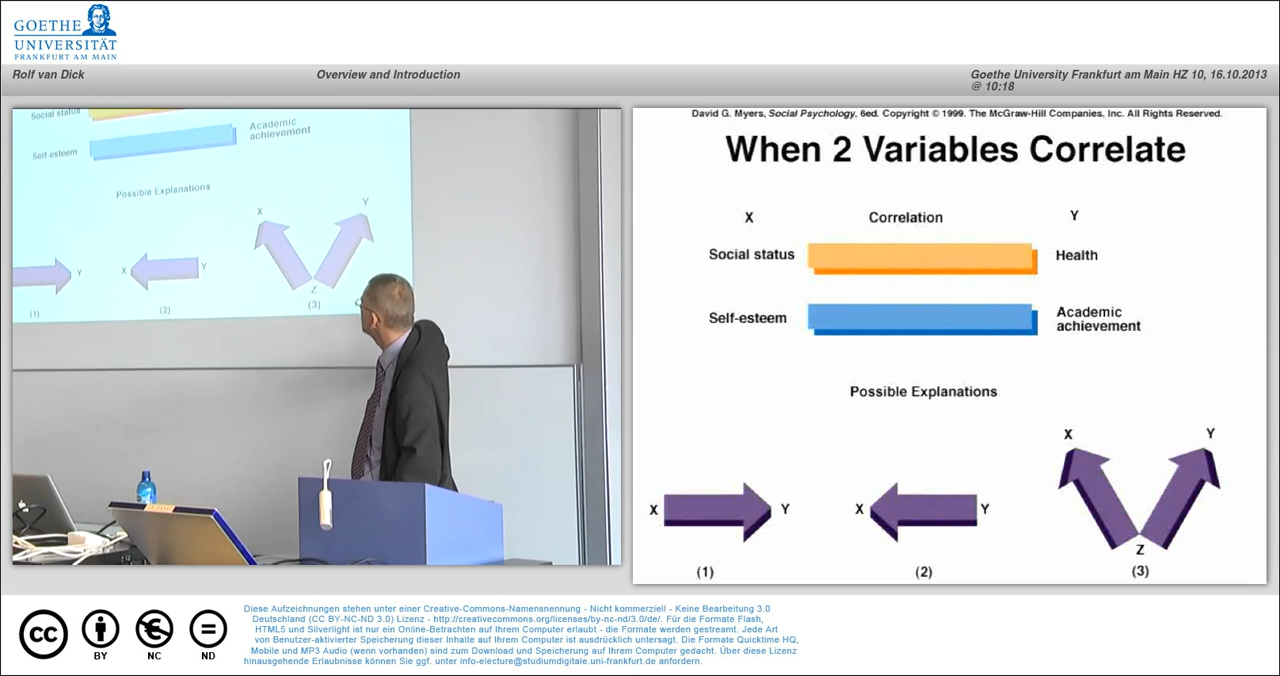 GOETHE
UNIVERSITÄT
FRANKFURT AM MAIN
Rolf van Dick
Overview and Introduction
Goethe University Frankfurt am Main HZ 10, 16.10.2013
@ 10:18
Social status
Self-esteem
Academic
achievement
Possible Explanations
X
Y
Y
X
Y
Z
(1)
(2)
(3)
David G. Myers, Social Psychology, 6ed. Copyright © 1999. The McGraw-Hill Companies, Inc. All Rights Reserved.
When 2 Variables Correlate
X
Correlation
Y
Social status
Health
Self-esteem
Academic
achievement
Possible Explanations
X
Y
X
Y
X
Y
Z
(1)
(2)
(3)
cc
BY
NC
ND
Diese Aufzeichnungen stehen unter einer Creative-Commons-Namensnennung - Nicht kommerziell - Keine Bearbeitung 3.0
Deutschland (CC BY-NC-ND 3.0) Lizenz - http://creativecommons.org/licenses/by-nc-nd/3.0/de/. Für die Formate Flash,
HTML5 und Silverlight ist nur ein Online-Betrachten auf Ihrem Computer erlaubt - die Formate werden gestreamt. Jede Art
von Benutzer-aktivierter Speicherung dieser Inhalte auf Ihrem Computer ist ausdrücklich untersagt. Die Formate Quicktime HQ,
Mobile und MP3 Audio (wenn vorhanden) sind zum Download und Speicherung auf Ihrem Computer gedacht. Über diese Lizenz
hinausgehende Erlaubnisse können Sie ggf. unter info-electure@studiumdigitale.uni-frankfurt.de anfordern.